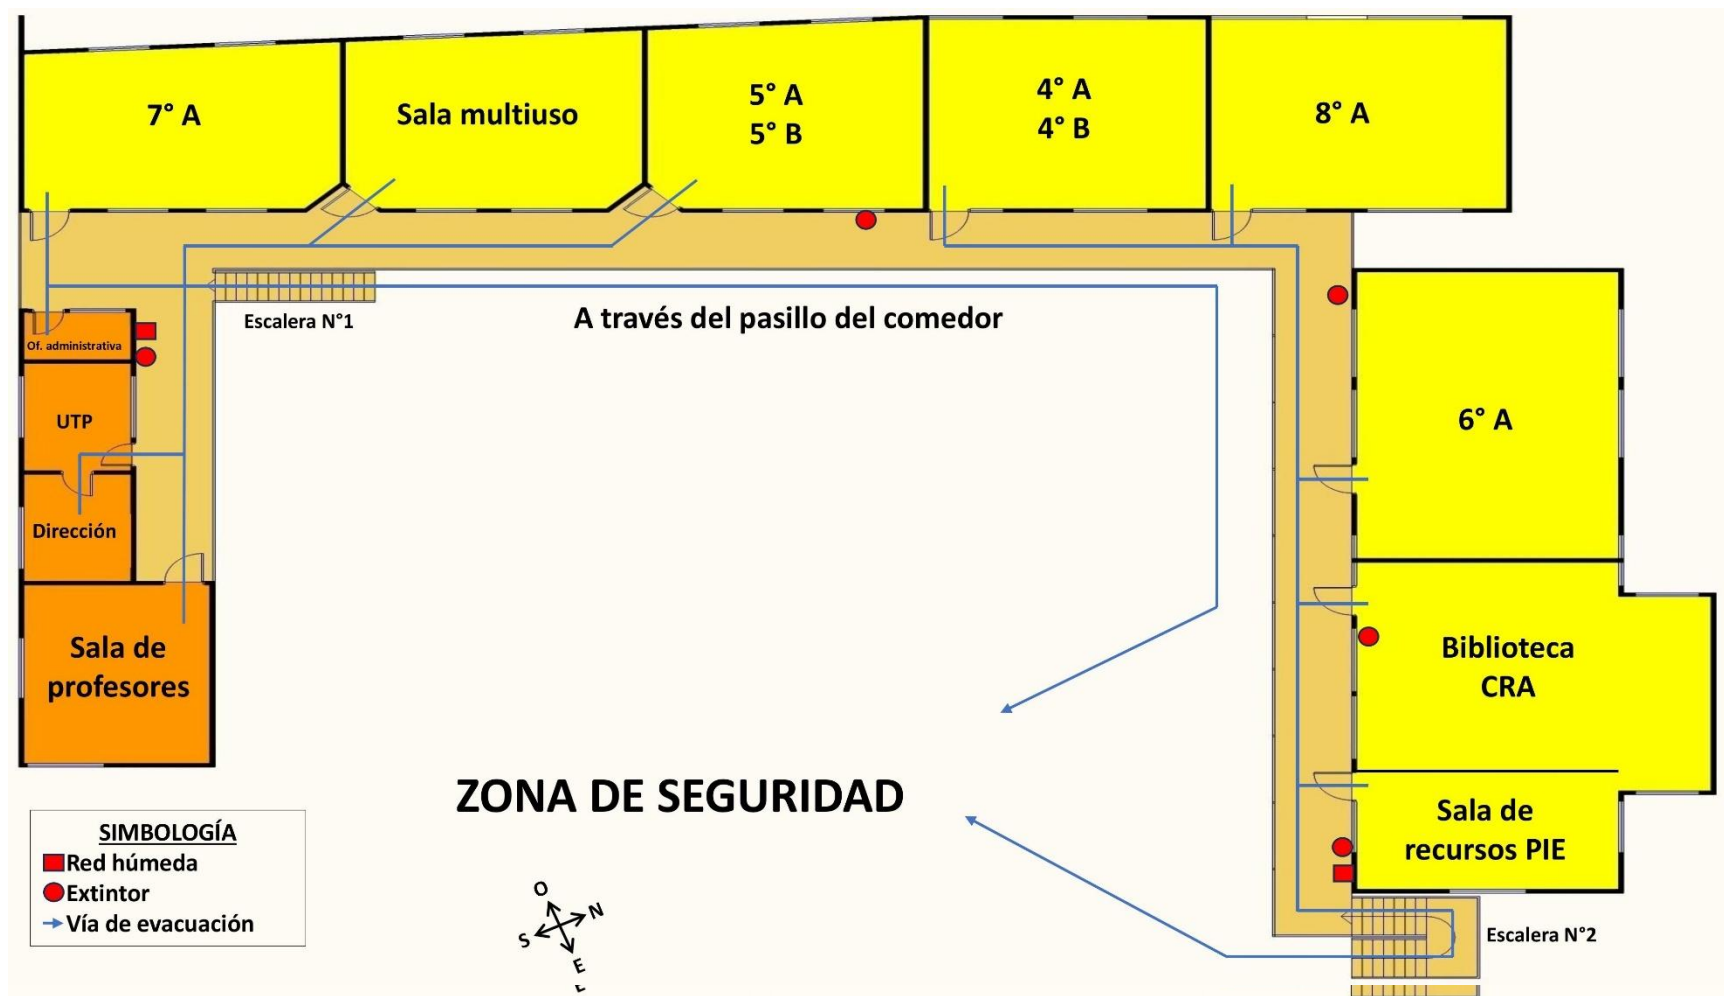 7° A
Sala multiuso
5° A
5° B
4° A
4° B
8° A
Escalera N°1
A través del pasillo del comedor
Of. administrativa
UTP
Dirección
Sala de
profesores
6° A
Biblioteca
CRA
Sala de
recursos PIE
ZONA DE SEGURIDAD
SIMBOLOGÍA
Red húmeda
Extintor
Vía de evacuación
O
N
S
E
Escalera N°2